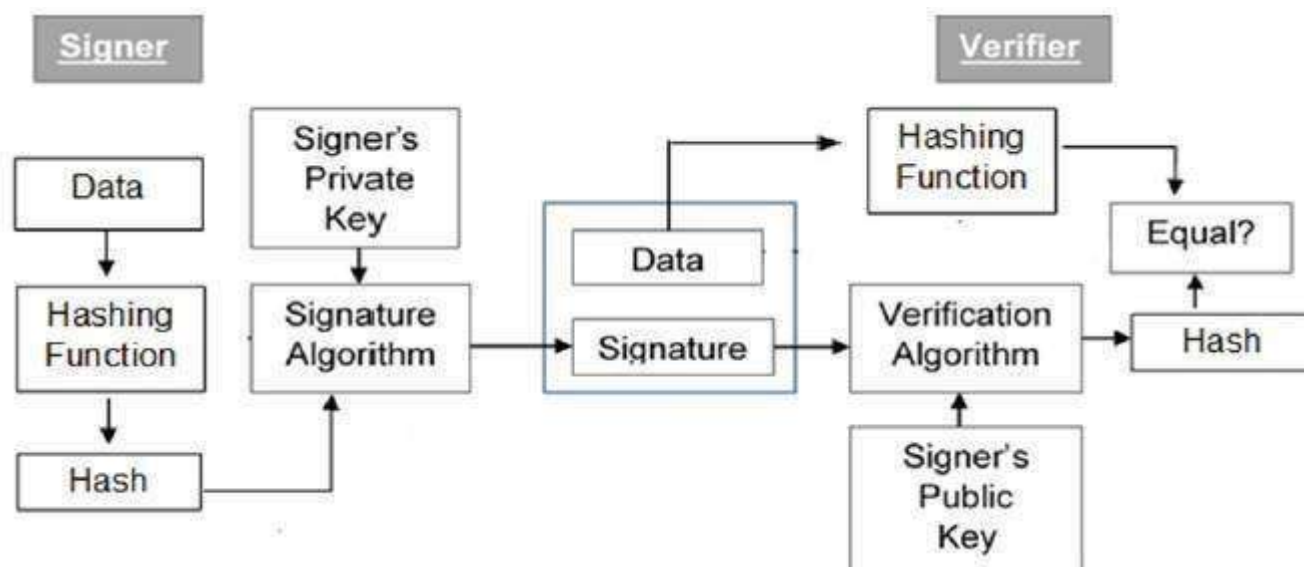 Signer
Verifier
Data
Hashing
Function
Hash
Signer's
Private
Key
Signature
Algorithm
Data
Signature
Hashing
Function
Verification
Algorithm
Signer's
Public
Key
Equal?
Hash